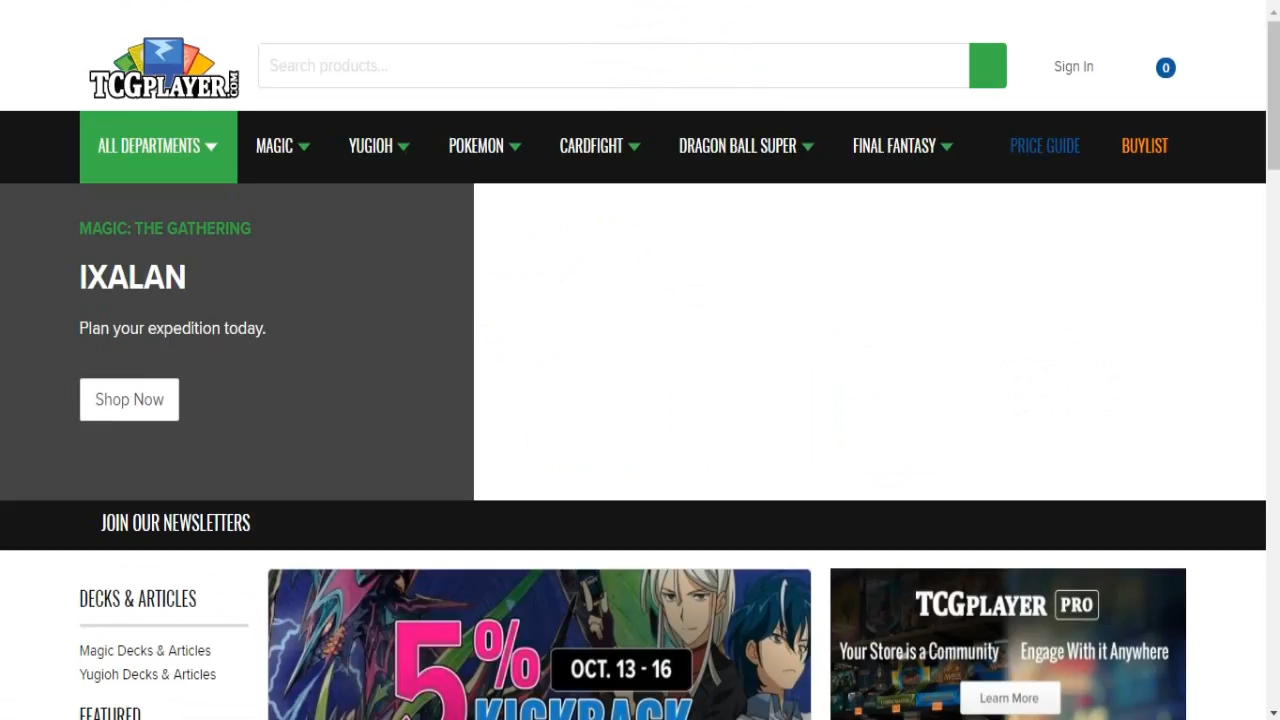 TCGPLAYER.COM
Search products...
Sign In
0
ALL DEPARTMENTS
MAGIC
YUGIOH
POKEMON
CARDFIGHT
DRAGON BALL SUPER
FINAL FANTASY
PRICE GUIDE
BUYLIST
MAGIC: THE GATHERING
IXALAN
Plan your expedition today.
Shop Now
JOIN OUR NEWSLETTERS
DECKS & ARTICLES
Magic Decks & Articles
Yugioh Decks & Articles
FEATURED
5%
OCT. 13 - 16
KICKBACK
TCGPLAYER PRO
Your Store is a Community
Engage With it Anywhere
Learn More